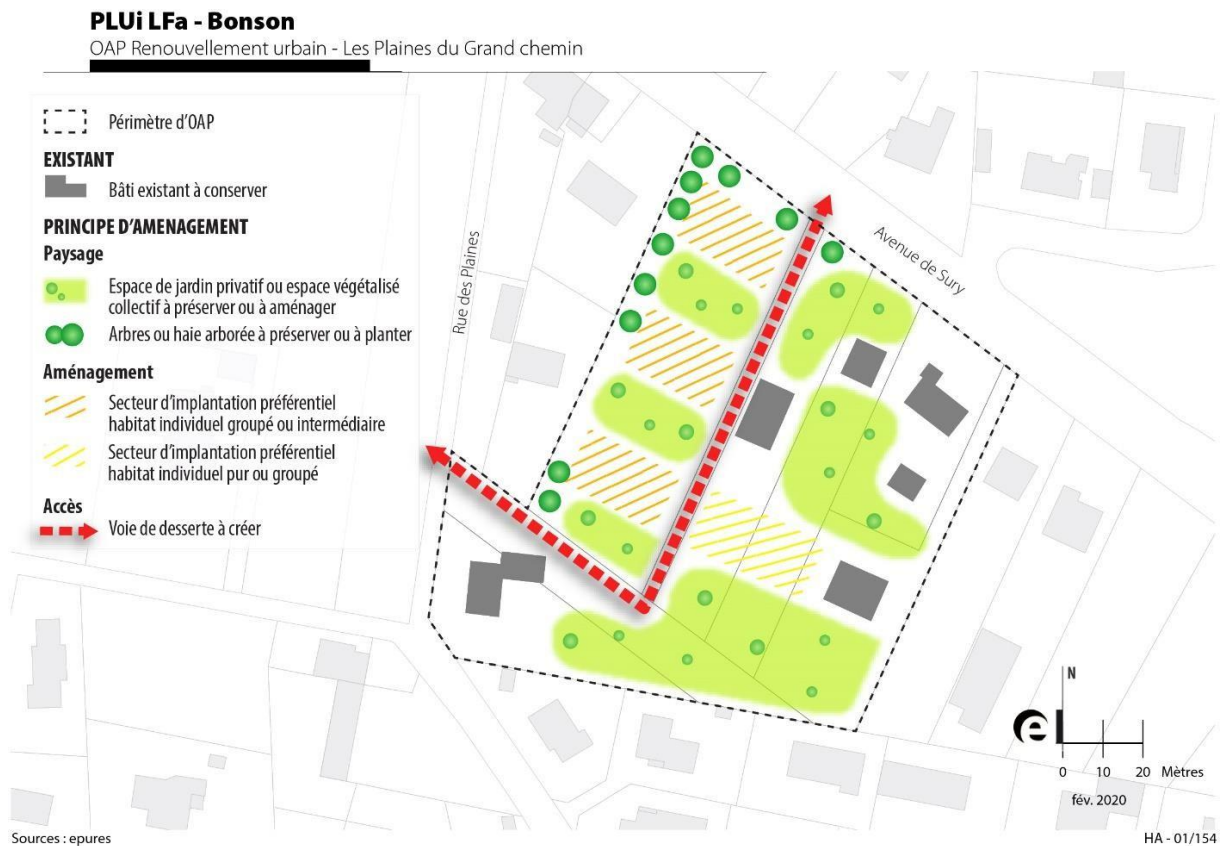 PLUi LFa - Bonson
OAP Renouvellement urbain - Les Plaines du Grand chemin
Périmètre d'OAP
EXISTANT
Bâti existant à conserver
PRINCIPE D'AMENAGEMENT
Paysage
Espace de jardin privatif ou espace végétalisé
collectif à préserver ou à aménager
Arbres ou haie arborée à préserver ou à planter
Aménagement
Secteur d'implantation préférentiel
habitat individuel groupé ou intermédiaire
Secteur d'implantation préférentiel
habitat individuel pur ou groupé
Accès
Voie de desserte à créer
Rue des Plaines
Avenue de Sury
N
e
0 10 20 Mètres
fév. 2020
Sources : epures
HA - 01/154